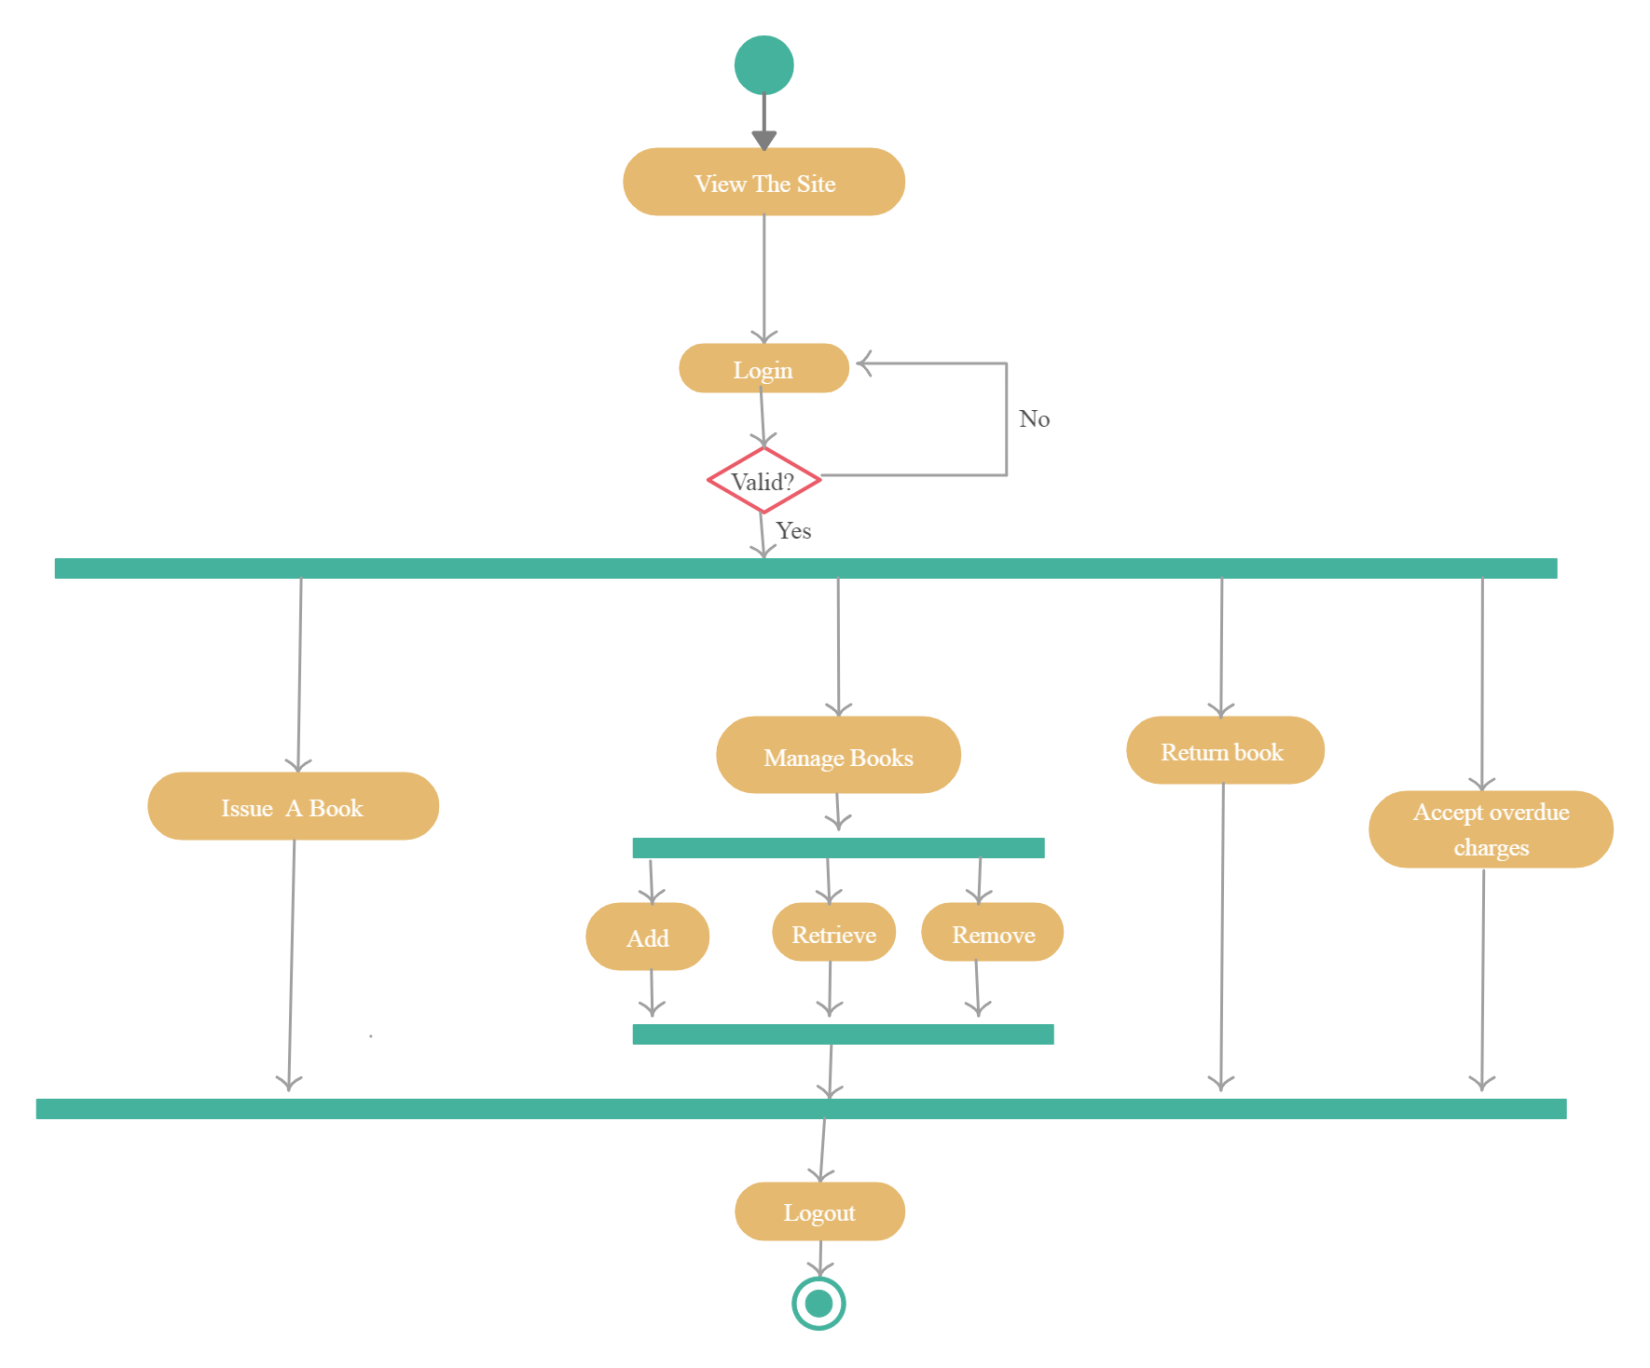 View The Site
Login
No
Valid?
Yes
Issue A Book
Manage Books
Return book
Accept overdue
charges
Add
Retrieve
Remove
Logout